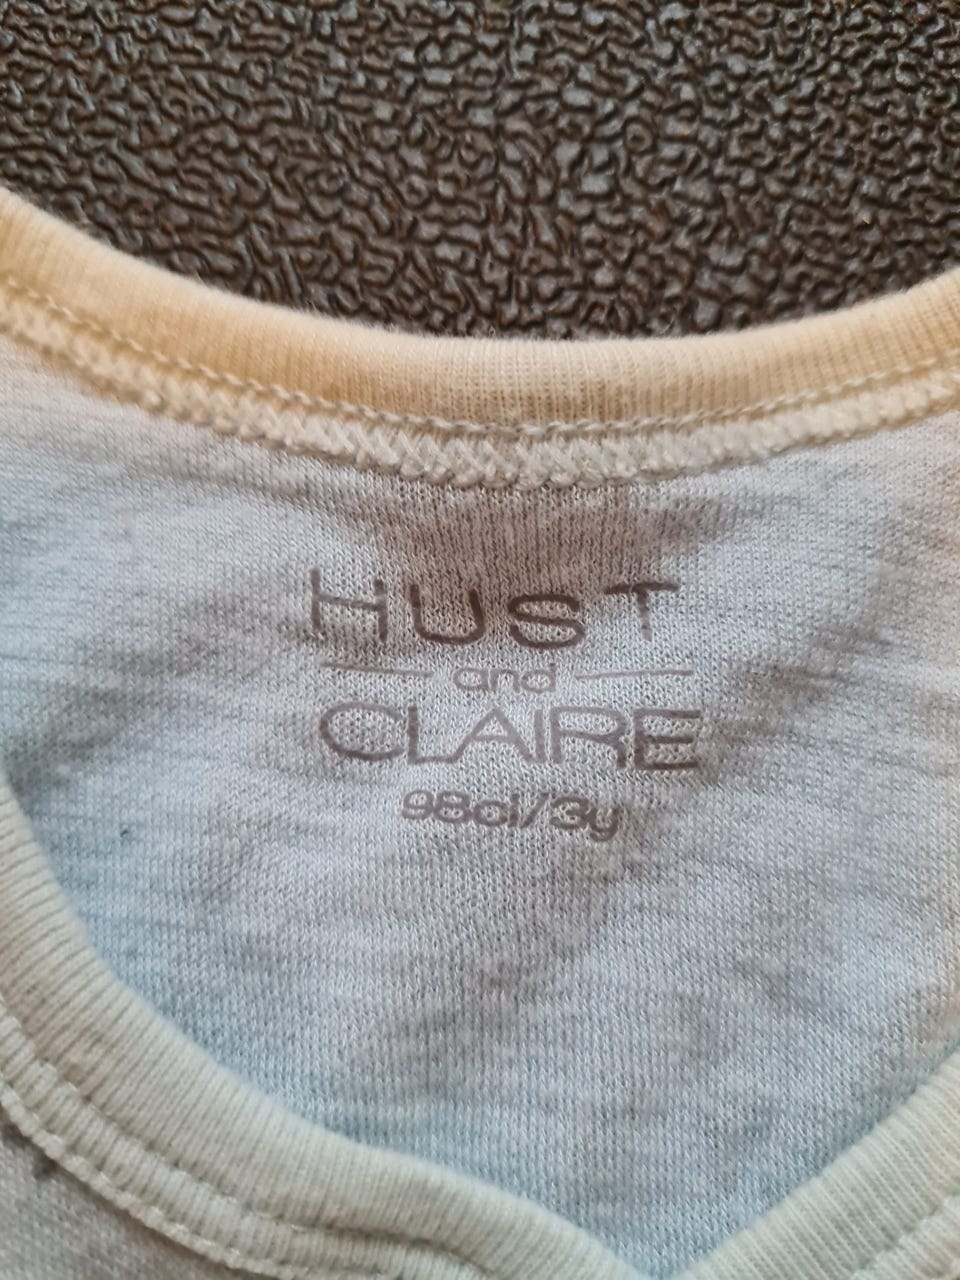 HUST
and
CLAIRE
98cl/3y